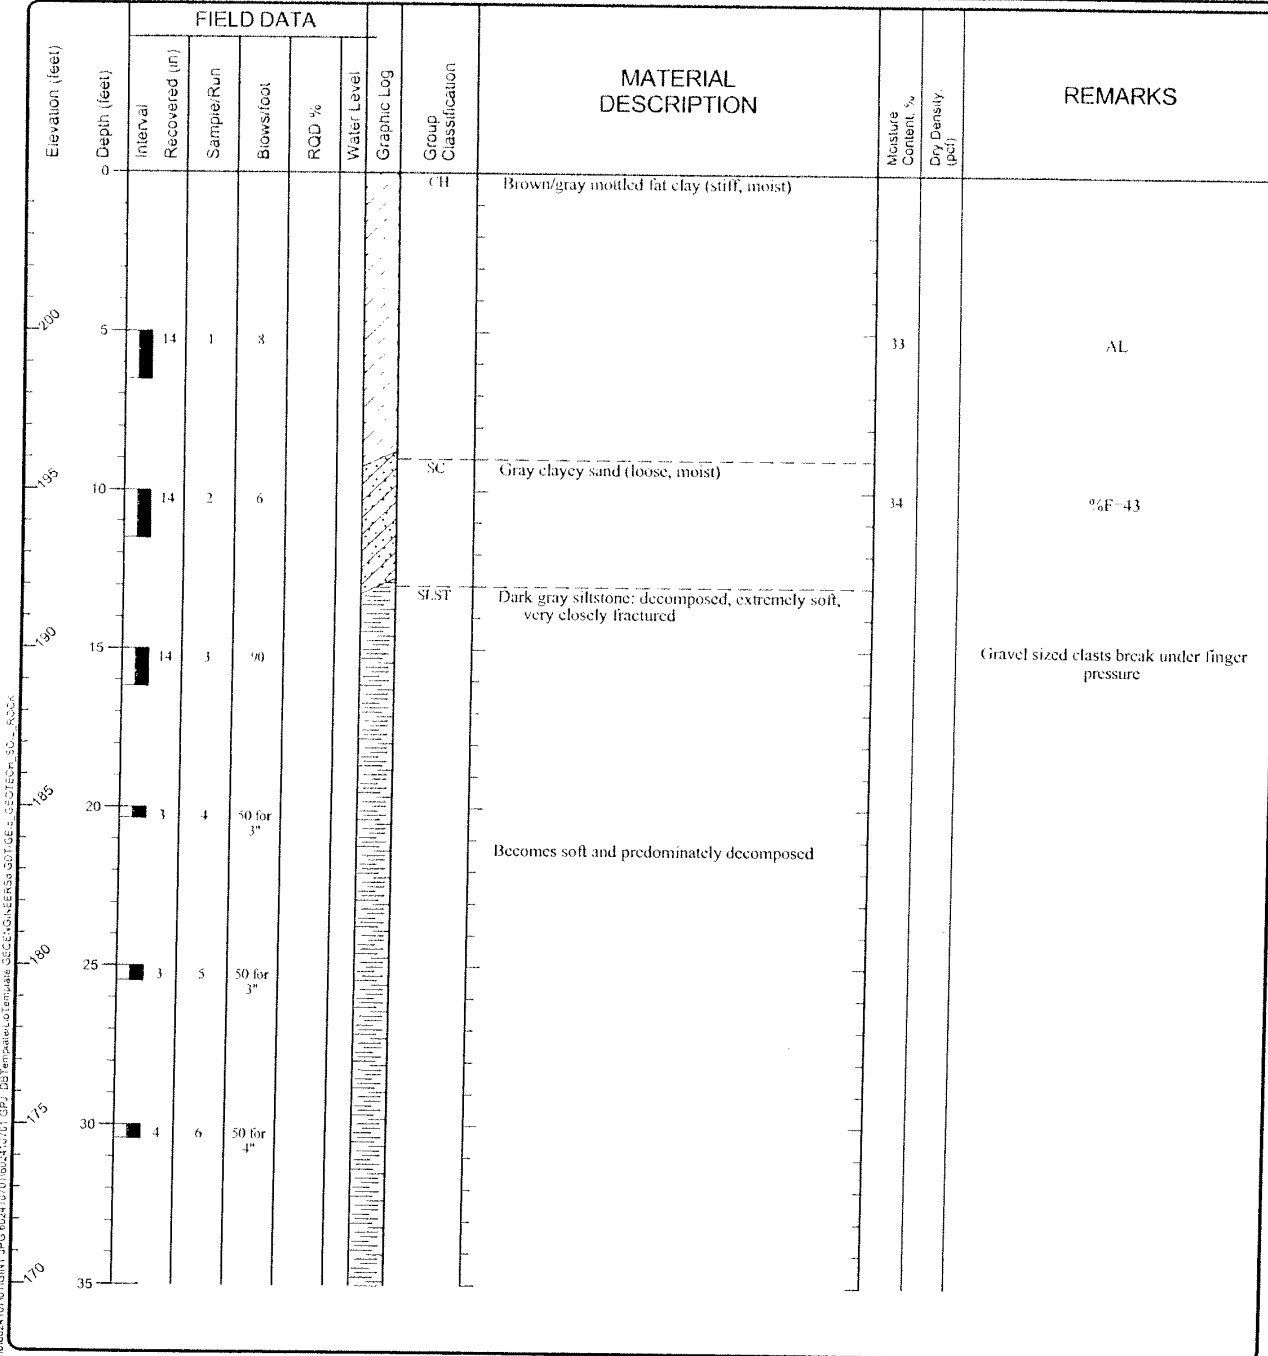 FIELD DATA
Elevation (feet)
Depth (feet)
Interval
Recovered (in)
Sample/Run
Blows/foot
RQD %
Water Level
Graphic Log
Group
Classification
MATERIAL
DESCRIPTION
Moisture
Content, %
Dry Density,
(pcf)
REMARKS
0
CH Brown/gray mottled fat clay (stiff, moist)
200 5 14 1 8 33 AL
SC Gray clayey sand (loose, moist)
195 10 14 2 6 34 %F=43
SLST Dark gray siltstone: decomposed, extremely soft,
very closely fractured
190 15 14 3 90 Gravel sized clasts break under finger
pressure
185 20 3 4 50 for
3"
Becomes soft and predominately decomposed
180 25 3 5 50 for
3"
175 30 4 6 50 for
4"
170 35